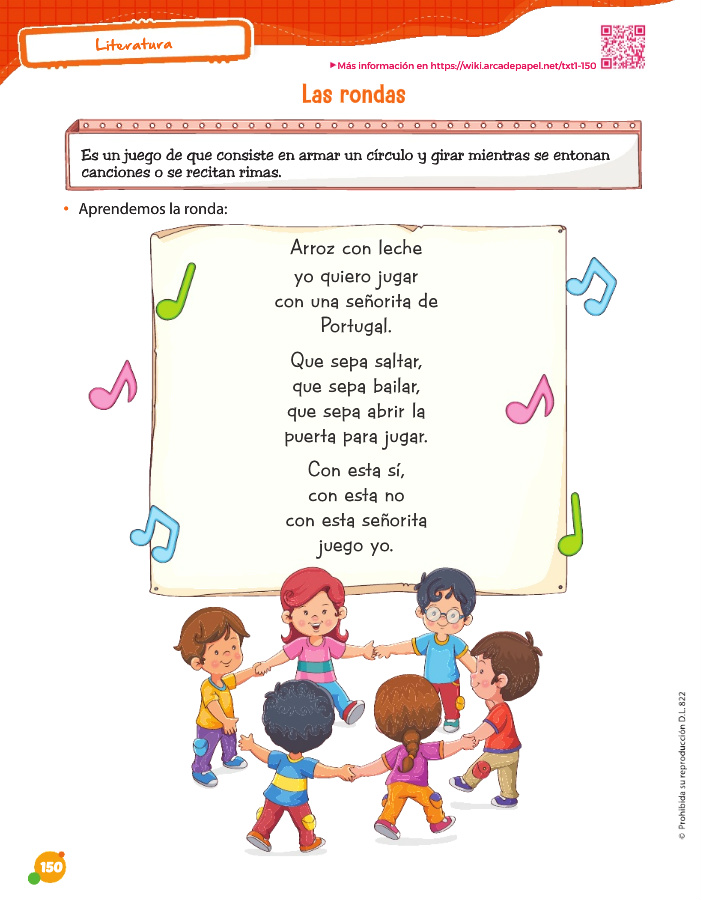 Literatura
Más información en https://wiki.arcadepapel.net/txt1-150
Las rondas
Es un juego de que consiste en armar un círculo y girar mientras se entonan
canciones o se recitan rimas.
• Aprendemos la ronda:
Arroz con leche
yo quiero jugar
con una señorita de
Portugal.
Que sepa saltar,
que sepa bailar,
que sepa abrir la
puerta para jugar.
Con esta sí,
con esta no
con esta señorita
juego yo.
© Prohibida su reproducción D.L. 822
150